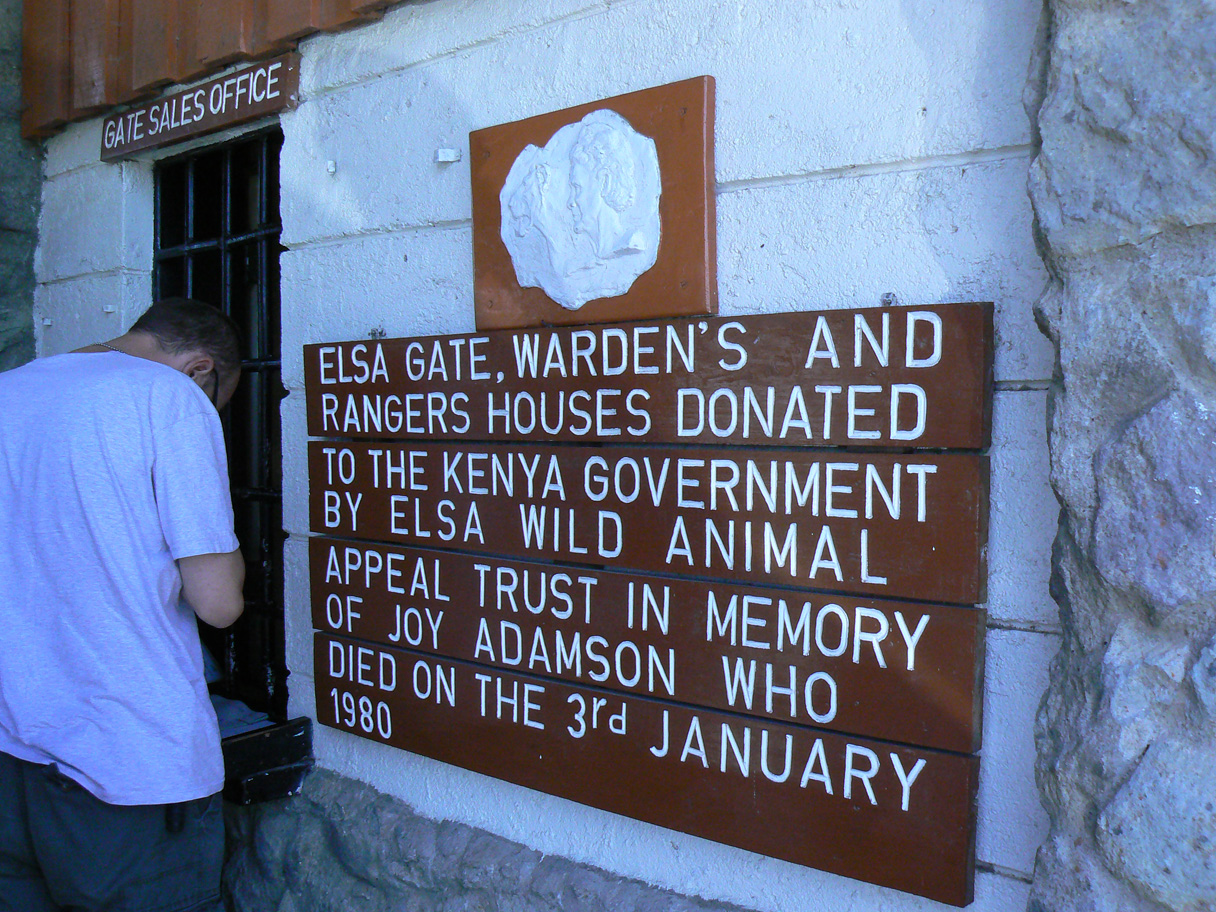 GATE SALES OFFICE
ELSA GATE, WARDEN'S AND
RANGERS HOUSES DONATED
TO THE KENYA GOVERNMENT
BY ELSA WILD ANIMAL
APPEAL TRUST IN MEMORY
OF JOY ADAMSON WHO
DIED ON THE 3rd JANUARY
1980